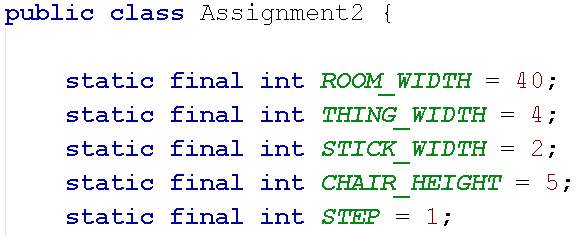 public class Assignment2 {
static final int ROOM_WIDTH = 40;
static final int THING_WIDTH = 4;
static final int STICK_WIDTH = 2;
static final int CHAIR_HEIGHT = 5;
static final int STEP = 1;